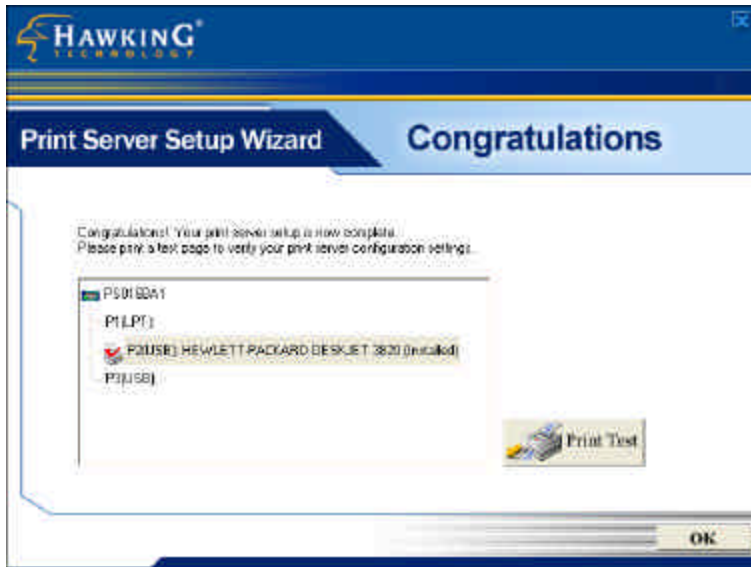 HAWKING
TECHNOLOGY
Print Server Setup Wizard
Congratulations
Congratulations! Your print server setup is now complete.
Please print a test page to verify your print server configuration settings.
P1(LPT):
P2(USB): HEWLETT-PACKARD DESKJET 3820 (Installed)
P3(USB):
Print Test
OK